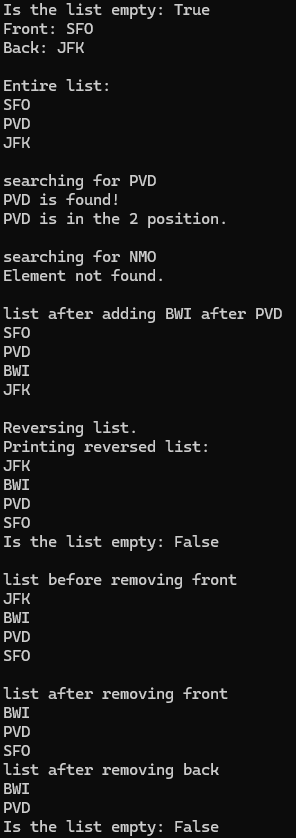 Is the list empty: True
Front: SFO
Back: JFK
Entire list:
SFO
PVD
JFK
searching for PVD
PVD is found!
PVD is in the 2 position.
searching for NMO
Element not found.
list after adding BWI after PVD
SFO
PVD
BWI
JFK
Reversing list.
Printing reversed list:
JFK
BWI
PVD
SFO
Is the list empty: False
list before removing front
JFK
BWI
PVD
SFO
list after removing front
BWI
PVD
SFO
list after removing back
BWI
PVD
Is the list empty: False